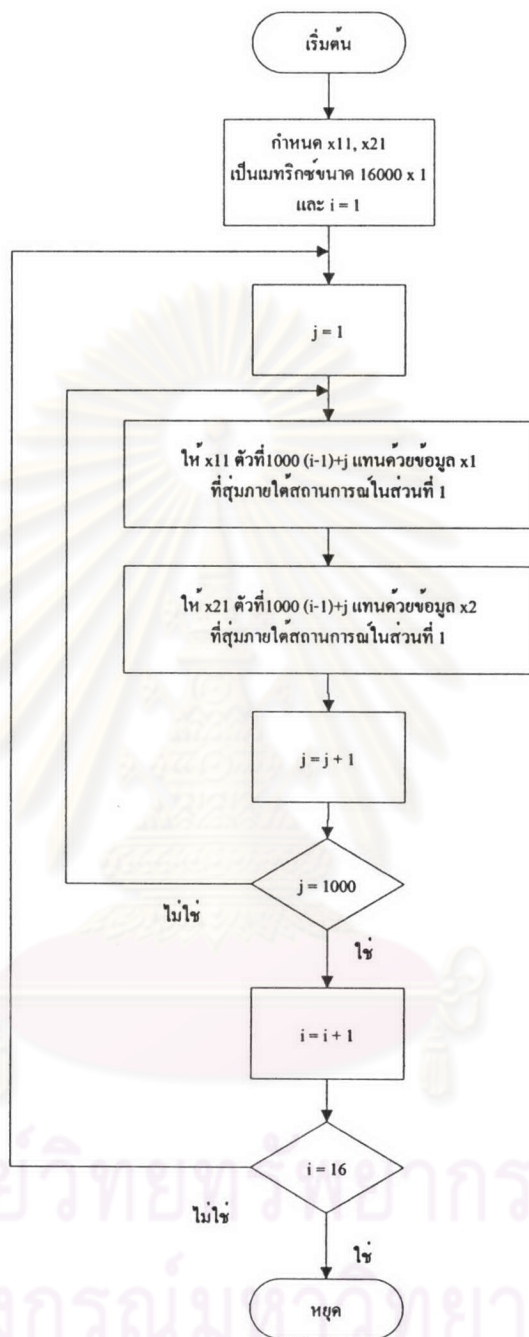 เริ่มต้น
กำหนด x11, x21
เป็นเมทริกซ์ขนาด 16000 x 1
และ i = 1
j = 1
ให้ x11 ตัวที่1000 (i-1)+j แทนด้วยข้อมูล x1
ที่สุ่มภายใต้สถานการณ์ในส่วนที่ 1
ให้ x21 ตัวที่1000 (i-1)+j แทนด้วยข้อมูล x2
ที่สุ่มภายใต้สถานการณ์ในส่วนที่ 1
j = j + 1
j = 1000
ไม่ใช่
ใช่
i = i + 1
i = 16
ไม่ใช่
ใช่
หยุด